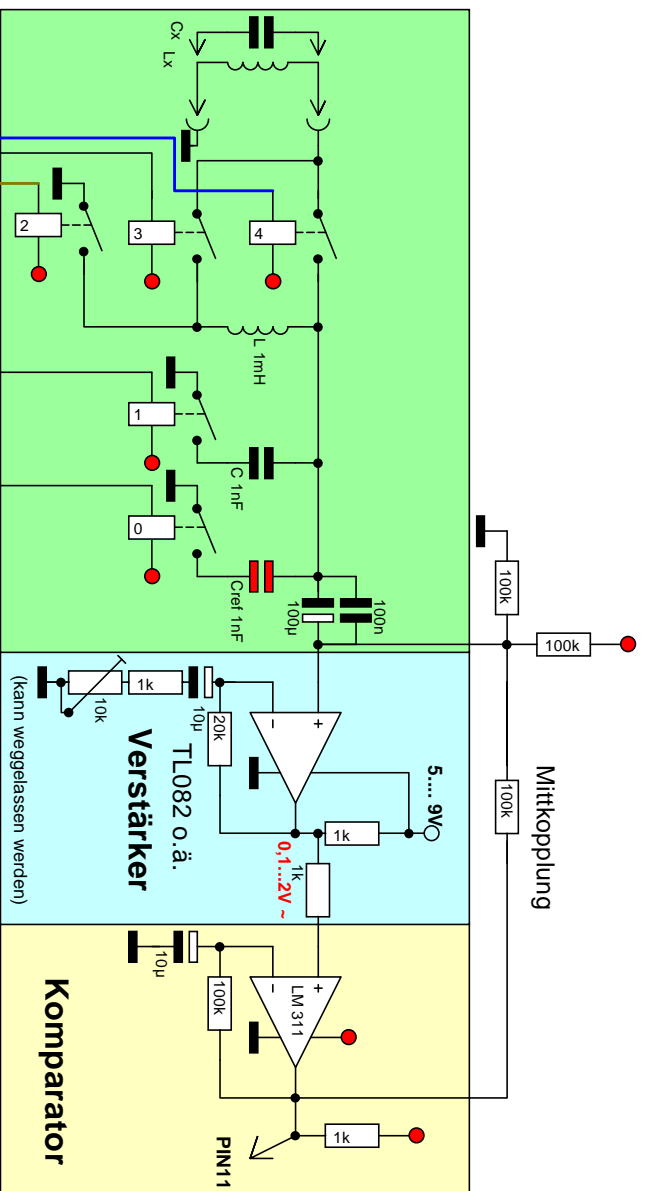 Cx
Lx
4
3
2
L 1mH
1
C 1nF
0
Cref 1nF
100µ
100n
100k
100k
100k
Mittkopplung
+
−
10k
1k
10µ
20k
1k
5.... 9V
1k
0,1...2V ~
TL082 o.ä.
Verstärker
(kann weggelassen werden)
+
−
LM 311
10µ
100k
1k
PIN11
Komparator